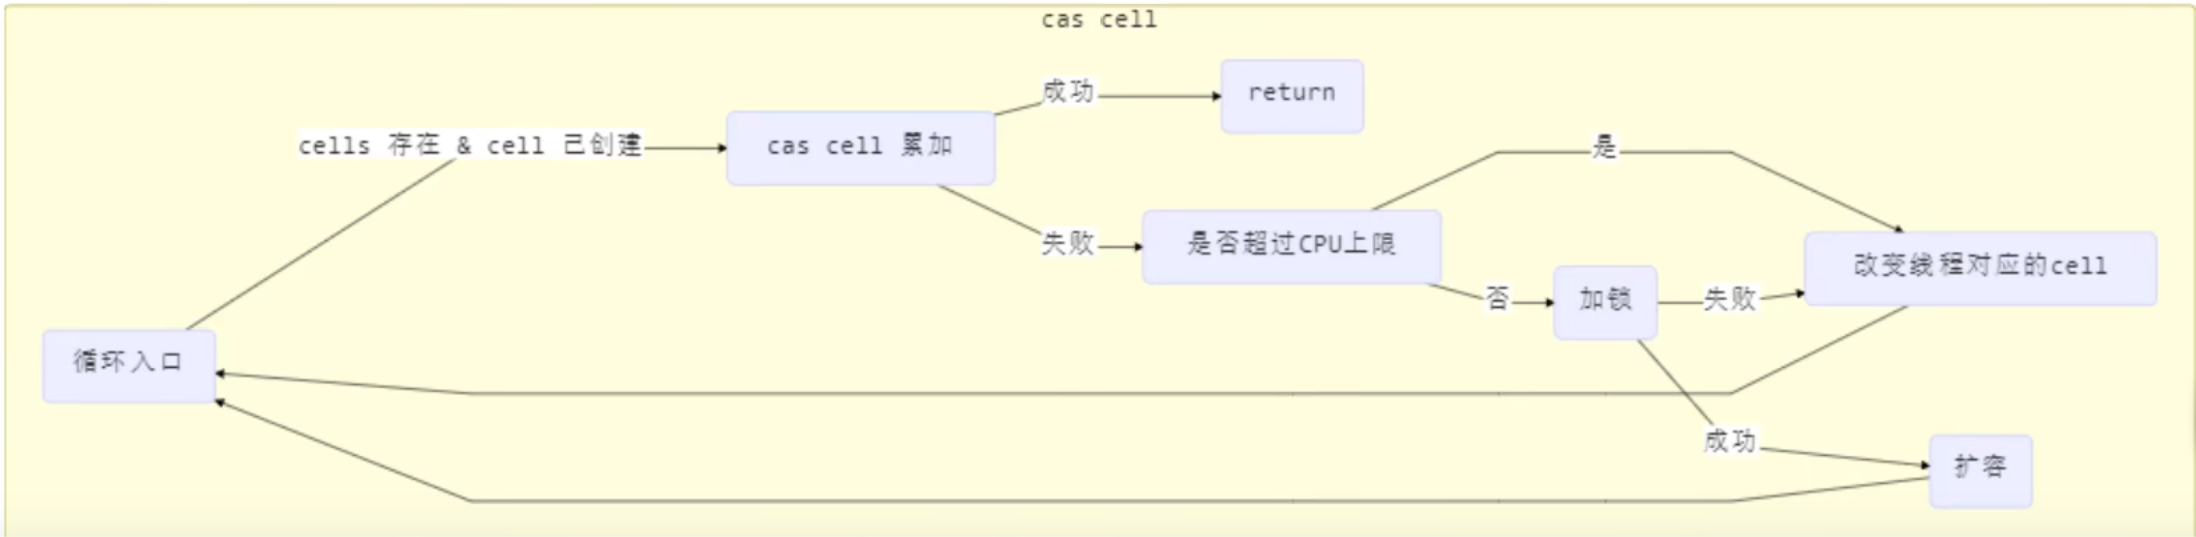 cas cell
成功
return
cells 存在 & cell 已创建
cas cell 累加
是
失败
是否超过CPU上限
改变线程对应的cell
否
加锁
失败
循环入口
成功
扩容